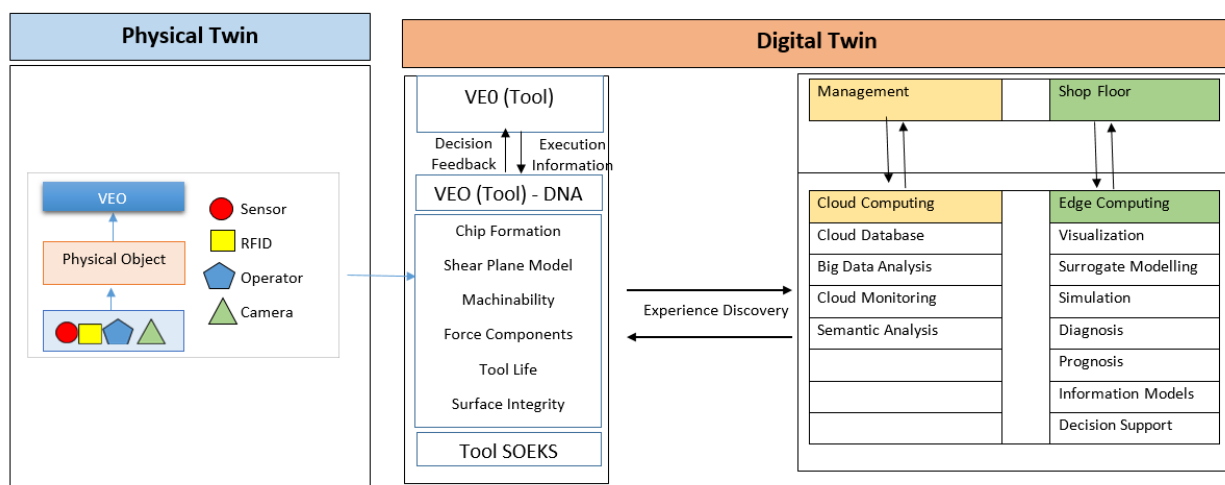 Physical Twin
Digital Twin
VEO
Physical Object
Sensor
RFID
Operator
Camera
VE0 (Tool)
Decision
Feedback
Execution
Information
VEO (Tool) - DNA
Chip Formation
Shear Plane Model
Machinability
Force Components
Tool Life
Surface Integrity
Tool SOEKS
Experience Discovery
Management
Shop Floor
Cloud Computing
Edge Computing
Cloud Database
Visualization
Big Data Analysis
Surrogate Modelling
Cloud Monitoring
Simulation
Semantic Analysis
Diagnosis
Prognosis
Information Models
Decision Support